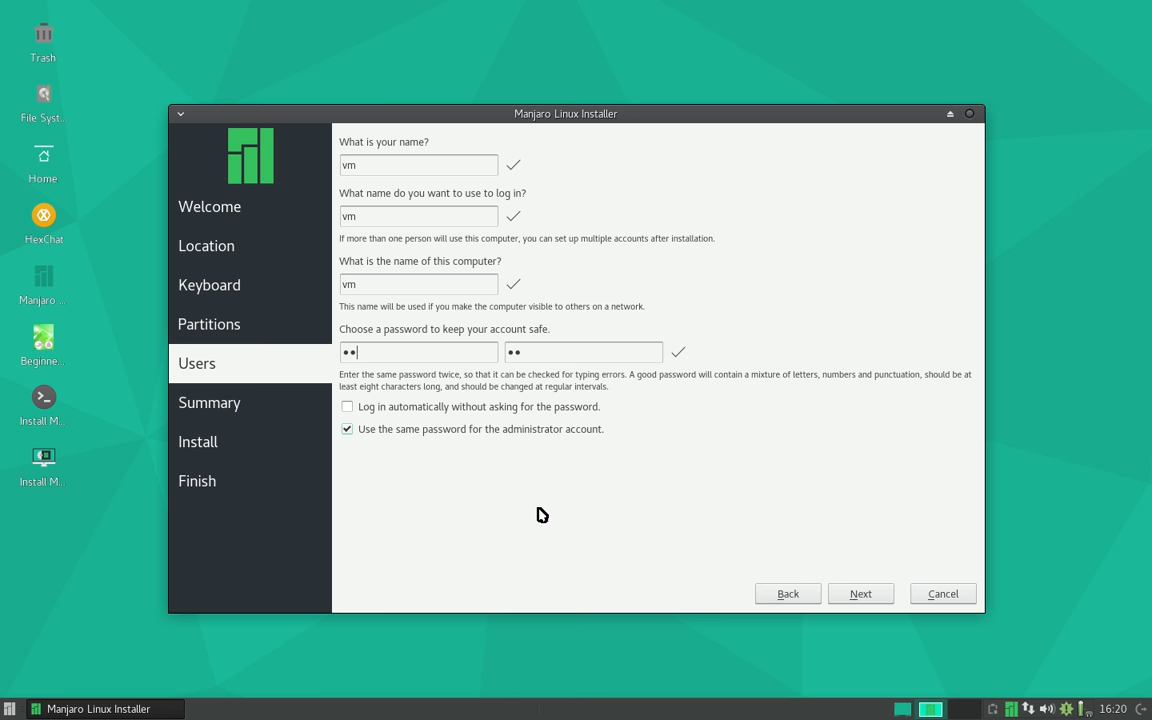 Trash
File Syst..
Home
HexChat
Manjaro ...
Beginne..
Install M..
Install M..
Manjaro Linux Installer
Welcome
Location
Keyboard
Partitions
Users
Summary
Install
Finish
What is your name?
vm
What name do you want to use to log in?
vm
If more than one person will use this computer, you can set up multiple accounts after installation.
What is the name of this computer?
vm
This name will be used if you make the computer visible to others on a network.
Choose a password to keep your account safe.
Enter the same password twice, so that it can be checked for typing errors. A good password will contain a mixture of letters, numbers and punctuation, should be at
least eight characters long, and should be changed at regular intervals.
Log in automatically without asking for the password.
Use the same password for the administrator account.
Back Next Cancel
Manjaro Linux Installer
16:20